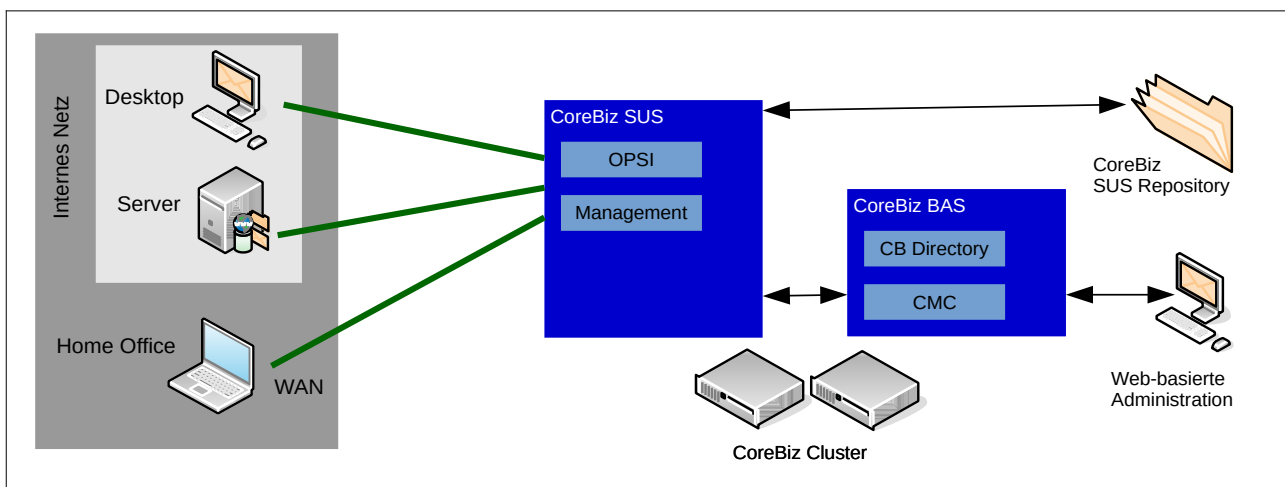 Internes Netz
Desktop
Server
Home Office
WAN
CoreBiz SUS
OPSI
Management
CoreBiz BAS
CB Directory
CMC
CoreBiz Cluster
CoreBiz
SUS Repository
Web-basierte
Administration